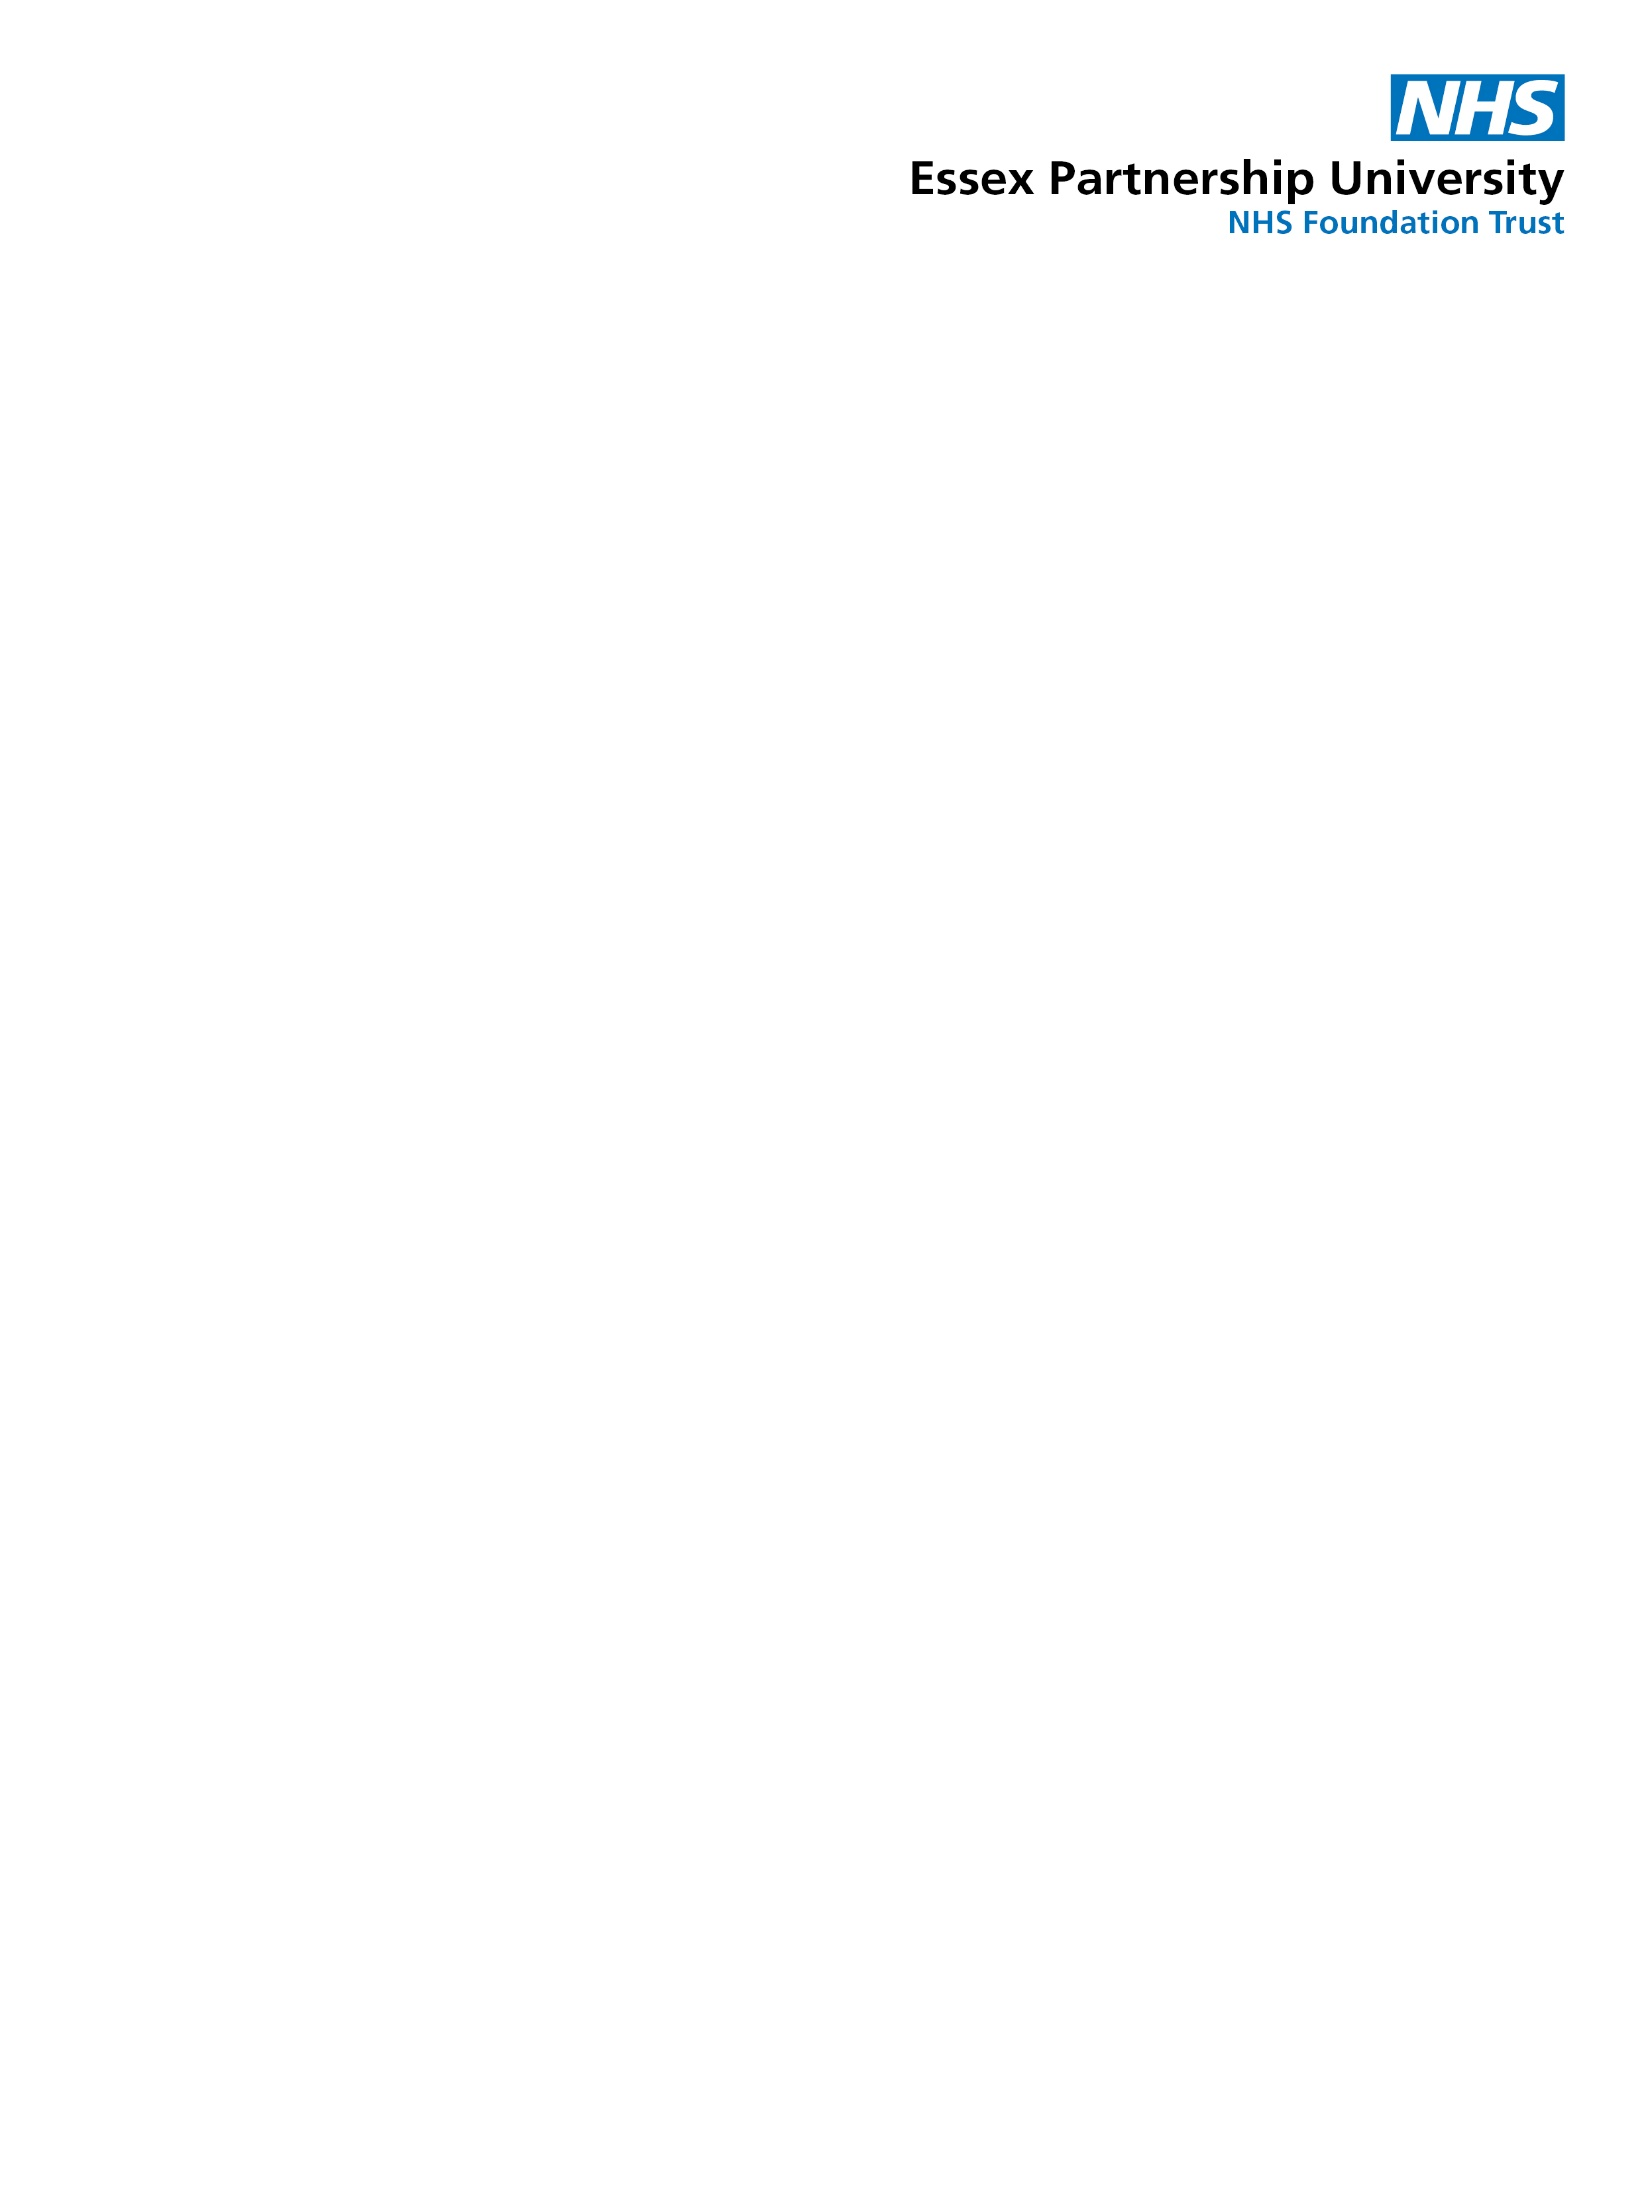 NHS
Essex Partnership University
NHS Foundation Trust